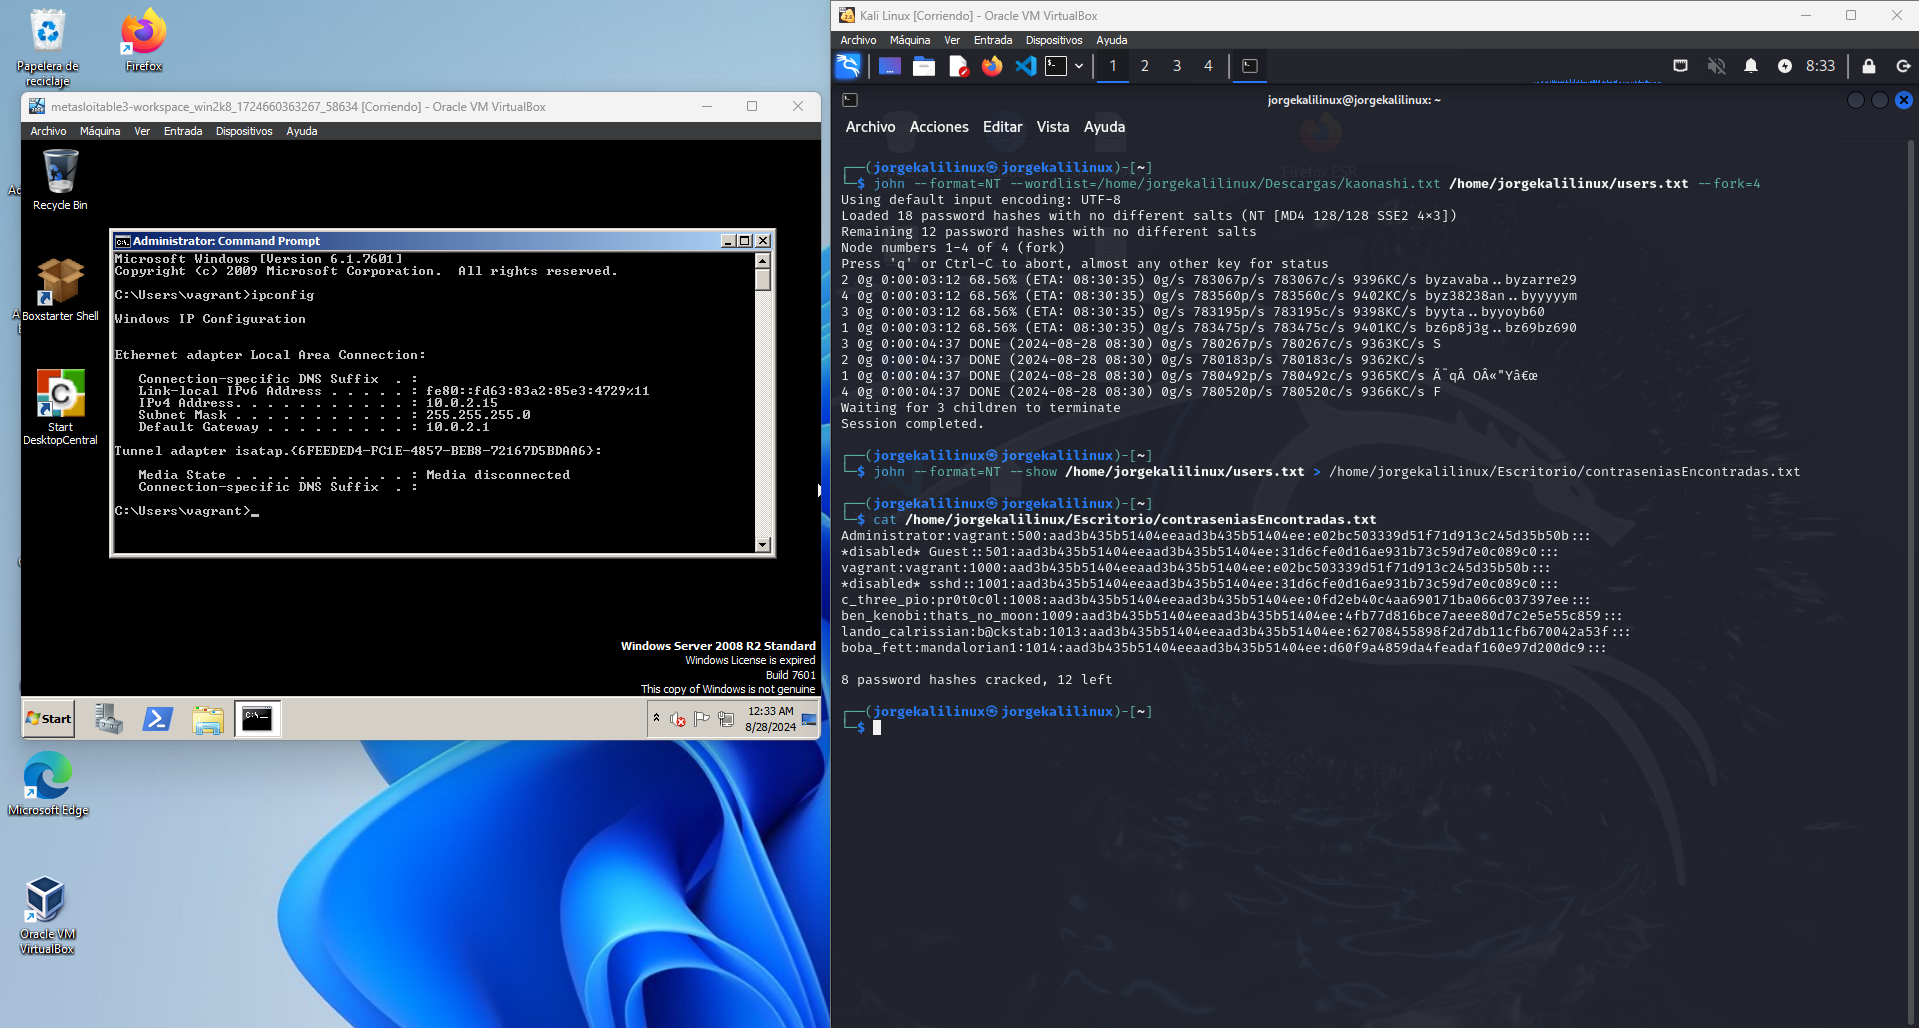 Papelera de
reciclaje
Firefox
metasloitable3-workspace_win2k8_1724660363267_58634 [Corriendo] - Oracle VM VirtualBox
Archivo Máquina Ver Entrada Dispositivos Ayuda
Recycle Bin
Boxstarter Shell
Start
DesktopCentral
Administrator: Command Prompt
Microsoft Windows [Version 6.1.7601]
Copyright (c) 2009 Microsoft Corporation.  All rights reserved.
C:\Users\vagrant>ipconfig
Windows IP Configuration
Ethernet adapter Local Area Connection:
Connection-specific DNS Suffix  . :
Link-local IPv6 Address . . . . . : fe80::fd63:83a2:85e3:4729%11
IPv4 Address. . . . . . . . . . . : 10.0.2.15
Subnet Mask . . . . . . . . . . . : 255.255.255.0
Default Gateway . . . . . . . . . : 10.0.2.1
Tunnel adapter isatap.{6FEEDED4-FC1E-4857-BEB8-72167D5BDAA6}:
Media State . . . . . . . . . . . : Media disconnected
Connection-specific DNS Suffix  . :
C:\Users\vagrant>_
Windows Server 2008 R2 Standard
Windows License is expired
Build 7601
This copy of Windows is not genuine
Start
12:33 AM
8/28/2024
Microsoft Edge
Oracle VM
VirtualBox
Kali Linux [Corriendo] - Oracle VM VirtualBox
Archivo Máquina Ver Entrada Dispositivos Ayuda
1 2 3 4
8:33
jorgekalilinux@jorgekalilinux: ~
Archivo Acciones Editar Vista Ayuda
Firefox ESR
┌──(jorgekalilinux㉿jorgekalilinux)-[~]
└─$ john --format=NT --wordlist=/home/jorgekalilinux/Descargas/kaonashi.txt /home/jorgekalilinux/users.txt --fork=4
Using default input encoding: UTF-8
Loaded 18 password hashes with no different salts (NT [MD4 128/128 SSE2 4×3])
Remaining 12 password hashes with no different salts
Node numbers 1-4 of 4 (fork)
Press 'q' or Ctrl-C to abort, almost any other key for status
2 0g 0:00:03:12 68.56% (ETA: 08:30:35) 0g/s 783067p/s 783067c/s 9396KC/s byzavaba..byzarre29
4 0g 0:00:03:12 68.56% (ETA: 08:30:35) 0g/s 783560p/s 783560c/s 9402KC/s byz38238an..byyyyym
3 0g 0:00:03:12 68.56% (ETA: 08:30:35) 0g/s 783195p/s 783195c/s 9398KC/s byyta..byyoyb60
1 0g 0:00:03:12 68.56% (ETA: 08:30:35) 0g/s 783475p/s 783475c/s 9401KC/s bz6p8j3g..bz69bz690
3 0g 0:00:04:37 DONE (2024-08-28 08:30) 0g/s 780267p/s 780267c/s 9363KC/s S
2 0g 0:00:04:37 DONE (2024-08-28 08:30) 0g/s 780183p/s 780183c/s 9362KC/s
1 0g 0:00:04:37 DONE (2024-08-28 08:30) 0g/s 780492p/s 780492c/s 9365KC/s Ã˜qÂ OÂ«"Yâ€œ
4 0g 0:00:04:37 DONE (2024-08-28 08:30) 0g/s 780520p/s 780520c/s 9366KC/s F
Waiting for 3 children to terminate
Session completed.
┌──(jorgekalilinux㉿jorgekalilinux)-[~]
└─$ john --format=NT --show /home/jorgekalilinux/users.txt > /home/jorgekalilinux/Escritorio/contraseniasEncontradas.txt
┌──(jorgekalilinux㉿jorgekalilinux)-[~]
└─$ cat /home/jorgekalilinux/Escritorio/contraseniasEncontradas.txt
Administrator:vagrant:500:aad3b435b51404eeaad3b435b51404ee:e02bc503339d51f71d913c245d35b50b:::
*disabled* Guest::501:aad3b435b51404eeaad3b435b51404ee:31d6cfe0d16ae931b73c59d7e0c089c0:::
vagrant:vagrant:1000:aad3b435b51404eeaad3b435b51404ee:e02bc503339d51f71d913c245d35b50b:::
*disabled* sshd::1001:aad3b435b51404eeaad3b435b51404ee:31d6cfe0d16ae931b73c59d7e0c089c0:::
c_three_pio:pr0t0c0l:1008:aad3b435b51404eeaad3b435b51404ee:0fd2eb40c4aa690171ba066c037397ee:::
ben_kenobi:thats_no_moon:1009:aad3b435b51404eeaad3b435b51404ee:4fb77d816bce7aeee80d7c2e5e55c859:::
lando_calrissian:b@ckstab:1013:aad3b435b51404eeaad3b435b51404ee:62708455898f2d7db11cfb670042a53f:::
boba_fett:mandalorian1:1014:aad3b435b51404eeaad3b435b51404ee:d60f9a4859da4feadaf160e97d200dc9:::
8 password hashes cracked, 12 left
┌──(jorgekalilinux㉿jorgekalilinux)-[~]
└─$